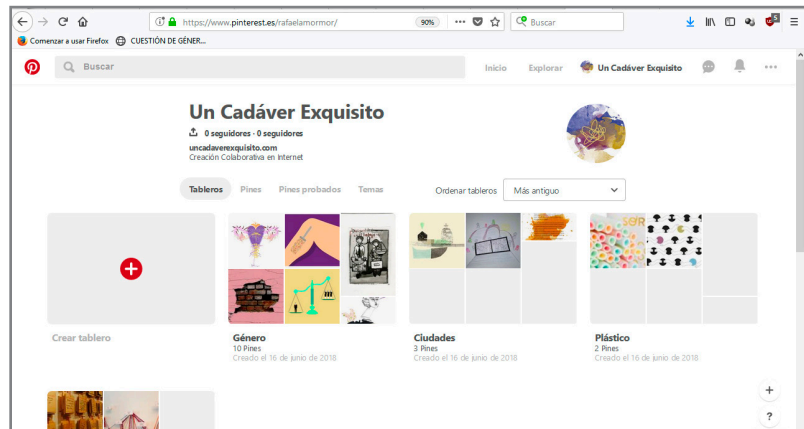 https://www.pinterest.es/rafaelamormor/
90%
Buscar
5
Comenzar a usar Firefox
CUESTIÓN DE GÉNER...
Buscar
Inicio
Explorar
Un Cadáver Exquisito
Un Cadáver Exquisito
0 seguidores · 0 seguidores
uncadaverexquisito.com
Creación Colaborativa en Internet
Tableros
Pines
Pines probados
Temas
Ordenar tableros
Más antiguo
SUR
Crear tablero
Género
10 Pines
Creado el 16 de junio de 2018
Ciudades
3 Pines
Creado el 16 de junio de 2018
Plástico
2 Pines
Creado el 16 de junio de 2018
+
?